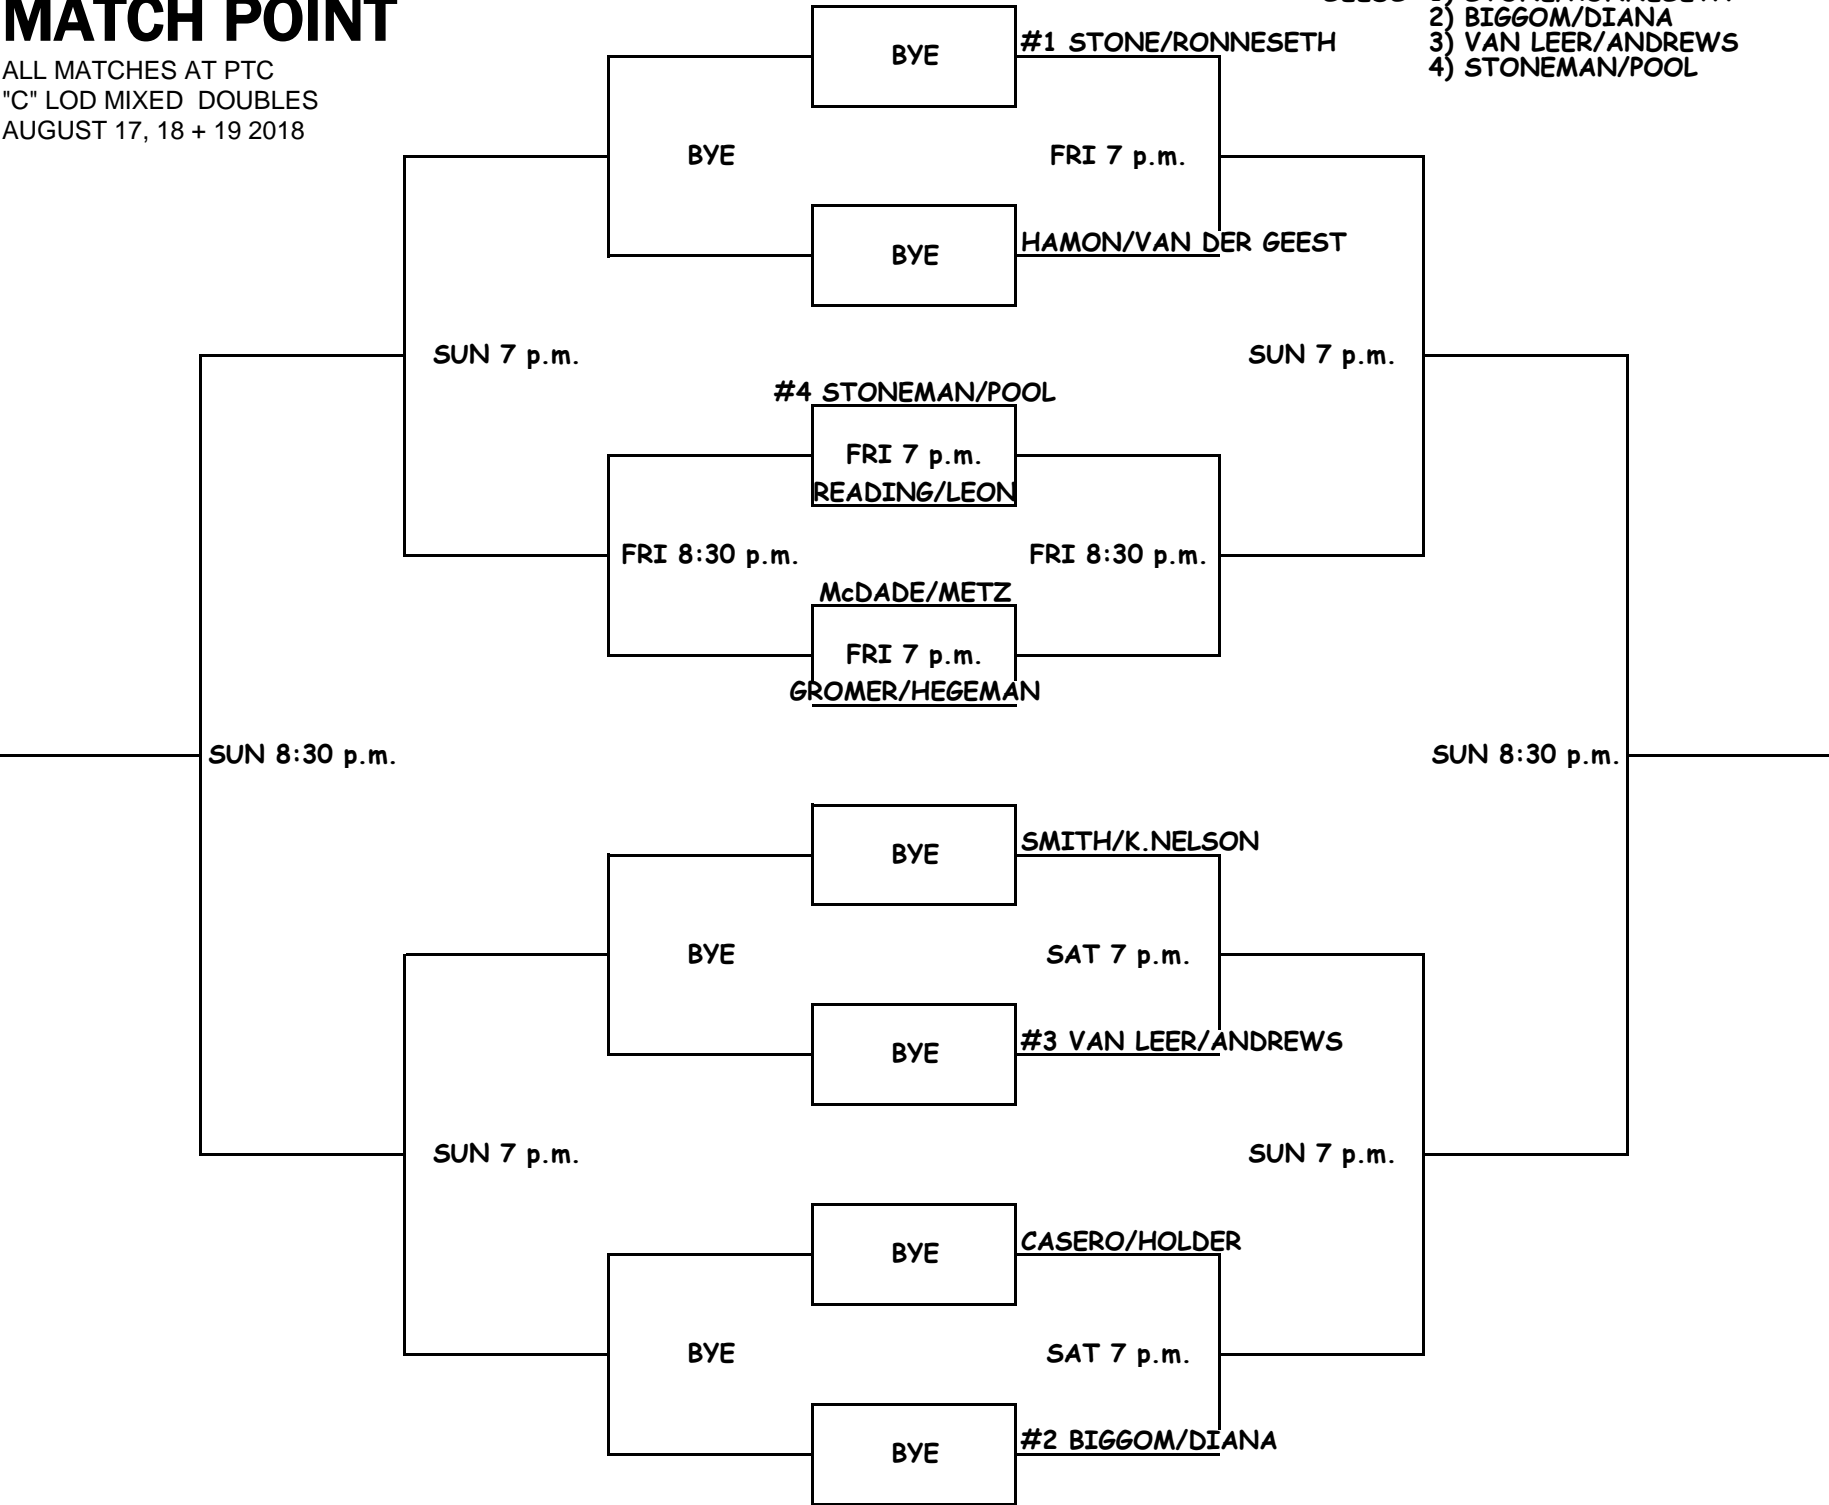 MATCH POINT
ALL MATCHES AT PTC
"C" LOD MIXED DOUBLES
AUGUST 17, 18 + 19 2018
2) BIGGOM/DIANA
3) VAN LEER/ANDREWS
4) STONEMAN/POOL
BYE
#1 STONE/RONNESETH
BYE
FRI 7 p.m.
BYE
HAMON/VAN DER GEEST
SUN 7 p.m.
SUN 7 p.m.
#4 STONEMAN/POOL
FRI 7 p.m.
READING/LEON
FRI 8:30 p.m.
FRI 8:30 p.m.
McDADE/METZ
FRI 7 p.m.
GROMER/HEGEMAN
SUN 8:30 p.m.
SUN 8:30 p.m.
BYE
SMITH/K.NELSON
BYE
SAT 7 p.m.
BYE
#3 VAN LEER/ANDREWS
SUN 7 p.m.
SUN 7 p.m.
BYE
CASERO/HOLDER
BYE
SAT 7 p.m.
BYE
#2 BIGGOM/DIANA